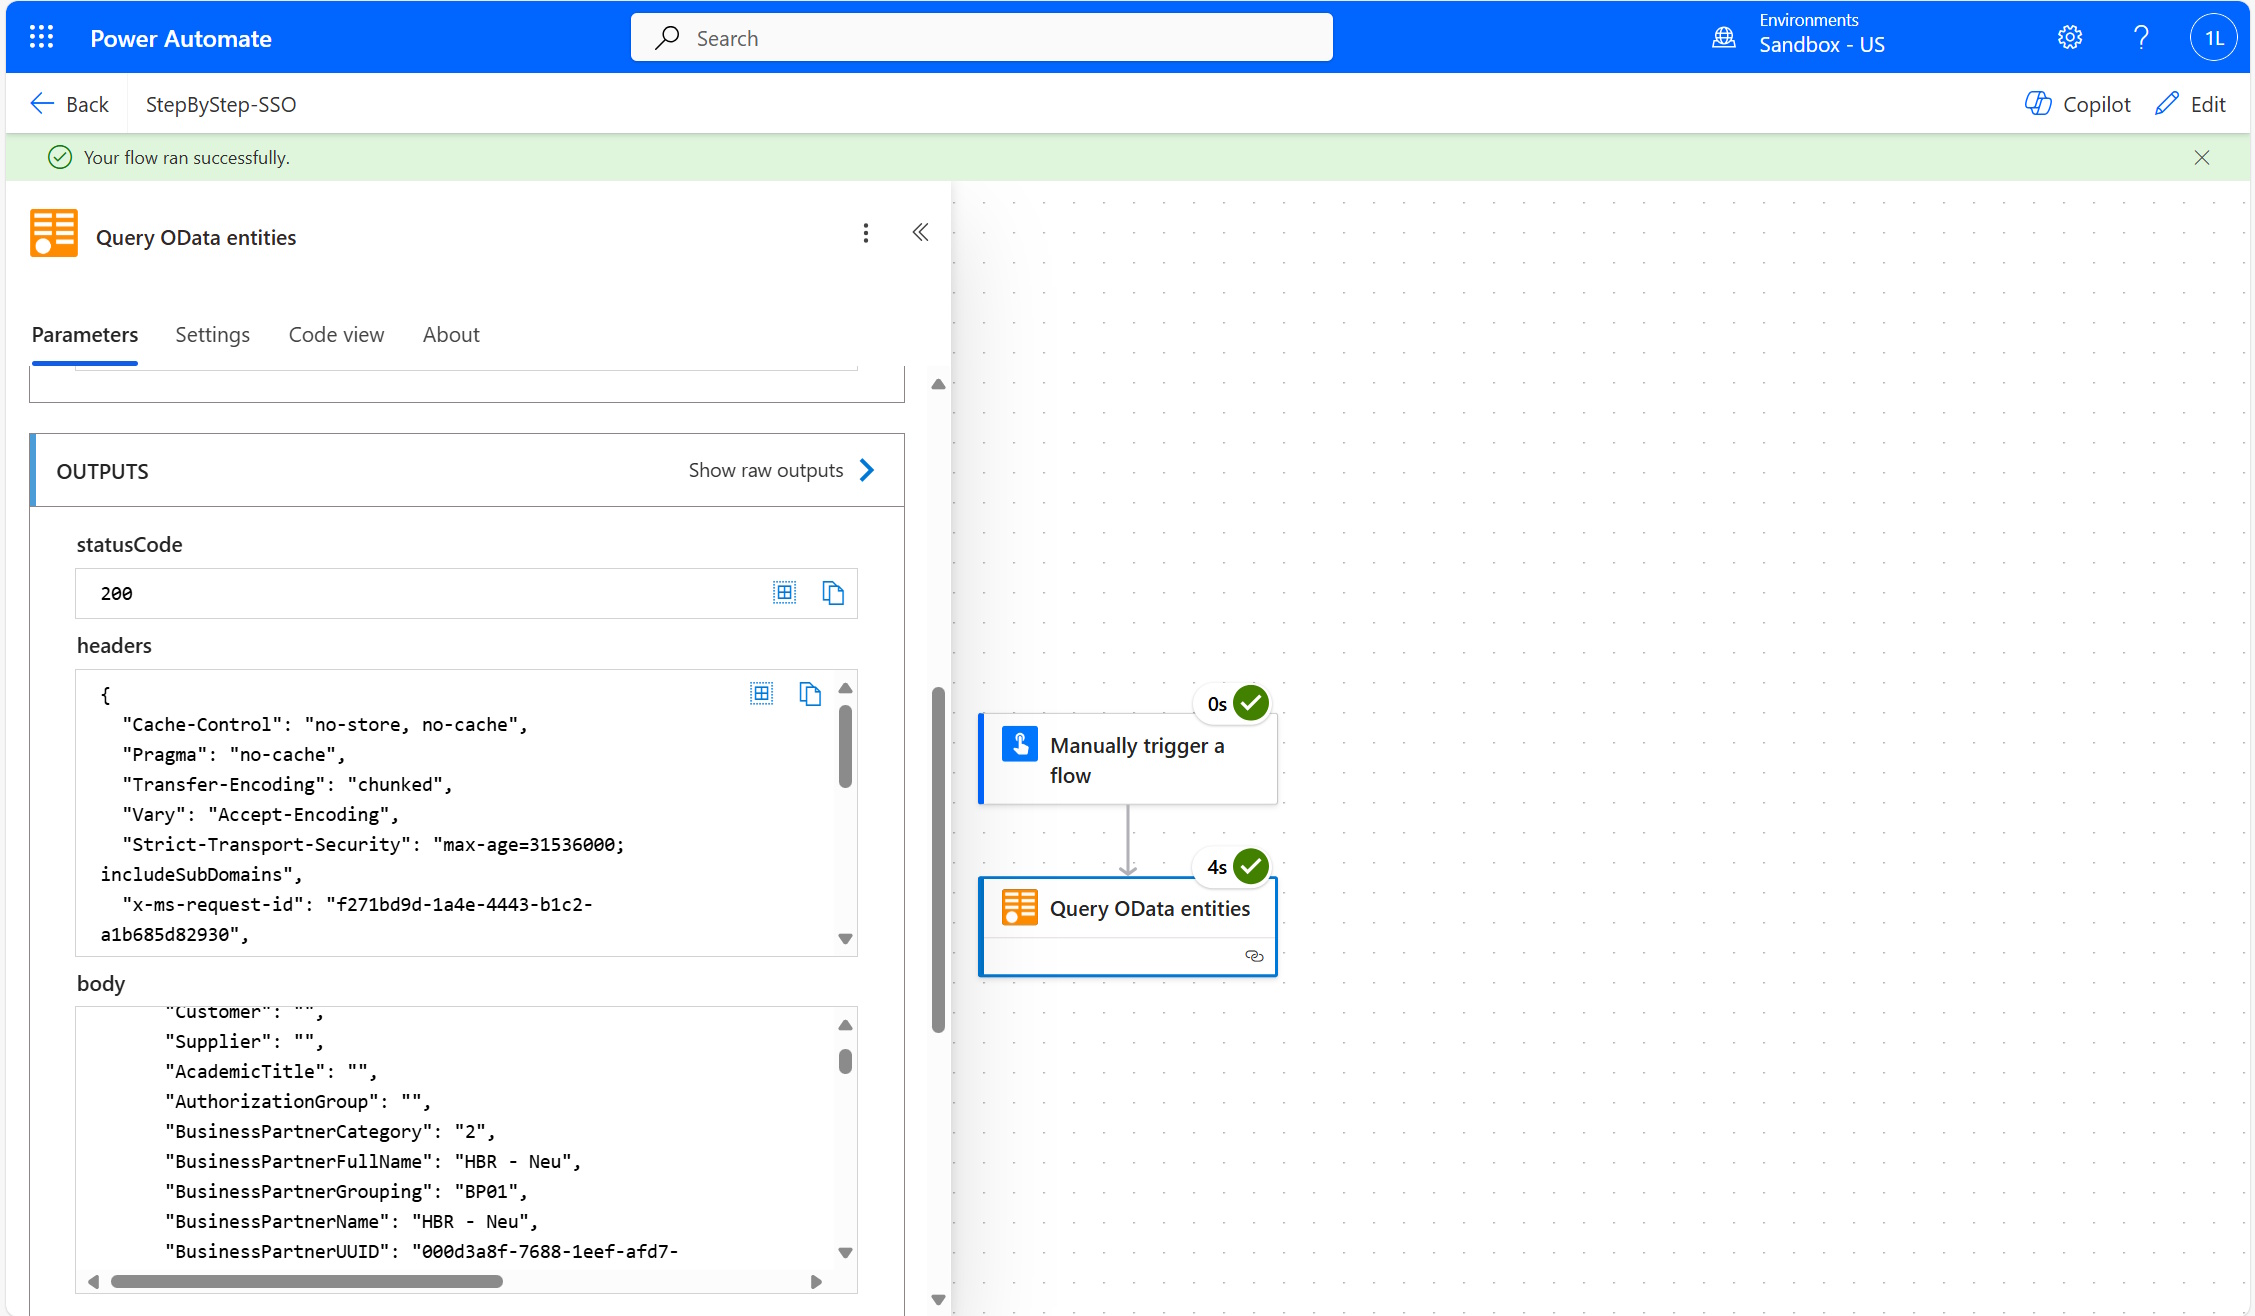 Power Automate
Search
Environments
Sandbox - US
1L
Back
StepByStep-SSO
Copilot
Edit
Your flow ran successfully.
Query OData entities
Parameters
Settings
Code view
About
OUTPUTS
Show raw outputs
statusCode
200
headers
{
"Cache-Control": "no-store, no-cache",
"Pragma": "no-cache",
"Transfer-Encoding": "chunked",
"Vary": "Accept-Encoding",
"Strict-Transport-Security": "max-age=31536000;
includeSubDomains",
"x-ms-request-id": "f271bd9d-1a4e-4443-b1c2-
a1b685d82930",
body
"Customer": "",
"Supplier": "",
"AcademicTitle": "",
"AuthorizationGroup": "",
"BusinessPartnerCategory": "2",
"BusinessPartnerFullName": "HBR - Neu",
"BusinessPartnerGrouping": "BP01",
"BusinessPartnerName": "HBR - Neu",
"BusinessPartnerUUID": "000d3a8f-7688-1eef-afd7-
0s
Manually trigger a
flow
4s
Query OData entities